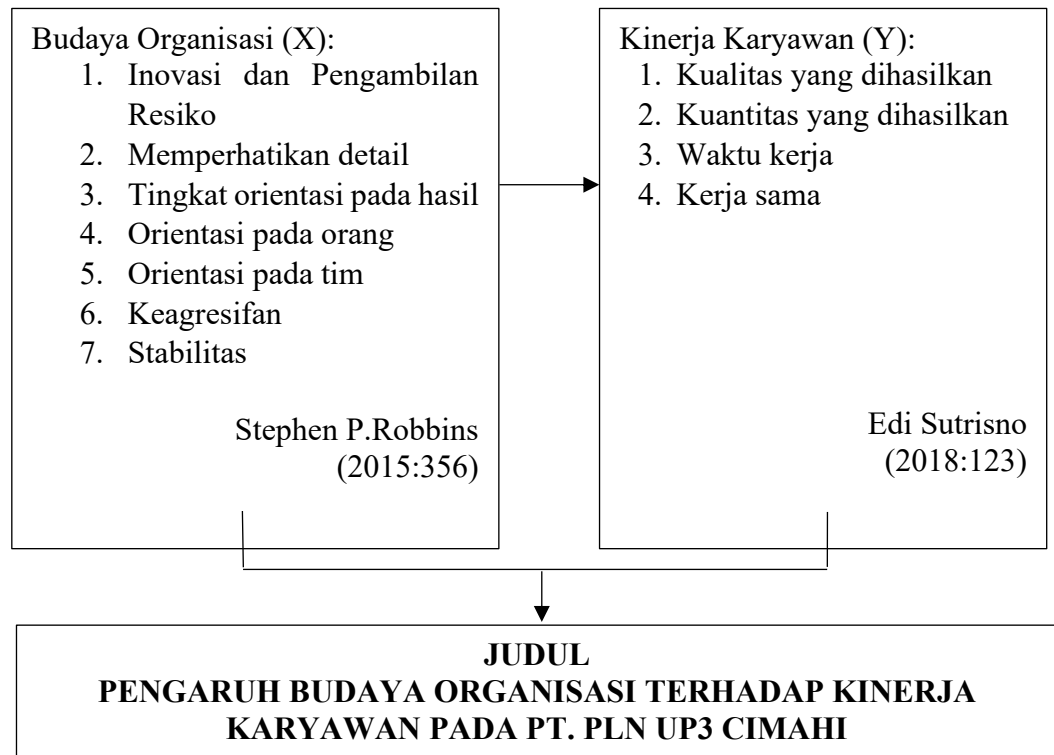 Budaya Organisasi (X):
1. Inovasi dan Pengambilan
Resiko
2. Memperhatikan detail
3. Tingkat orientasi pada hasil
4. Orientasi pada orang
5. Orientasi pada tim
6. Keagresifan
7. Stabilitas
Stephen P.Robbins
(2015:356)
Kinerja Karyawan (Y):
1. Kualitas yang dihasilkan
2. Kuantitas yang dihasilkan
3. Waktu kerja
4. Kerja sama
Edi Sutrisno
(2018:123)
JUDUL
PENGARUH BUDAYA ORGANISASI TERHADAP KINERJA
KARYAWAN PADA PT. PLN UP3 CIMAHI